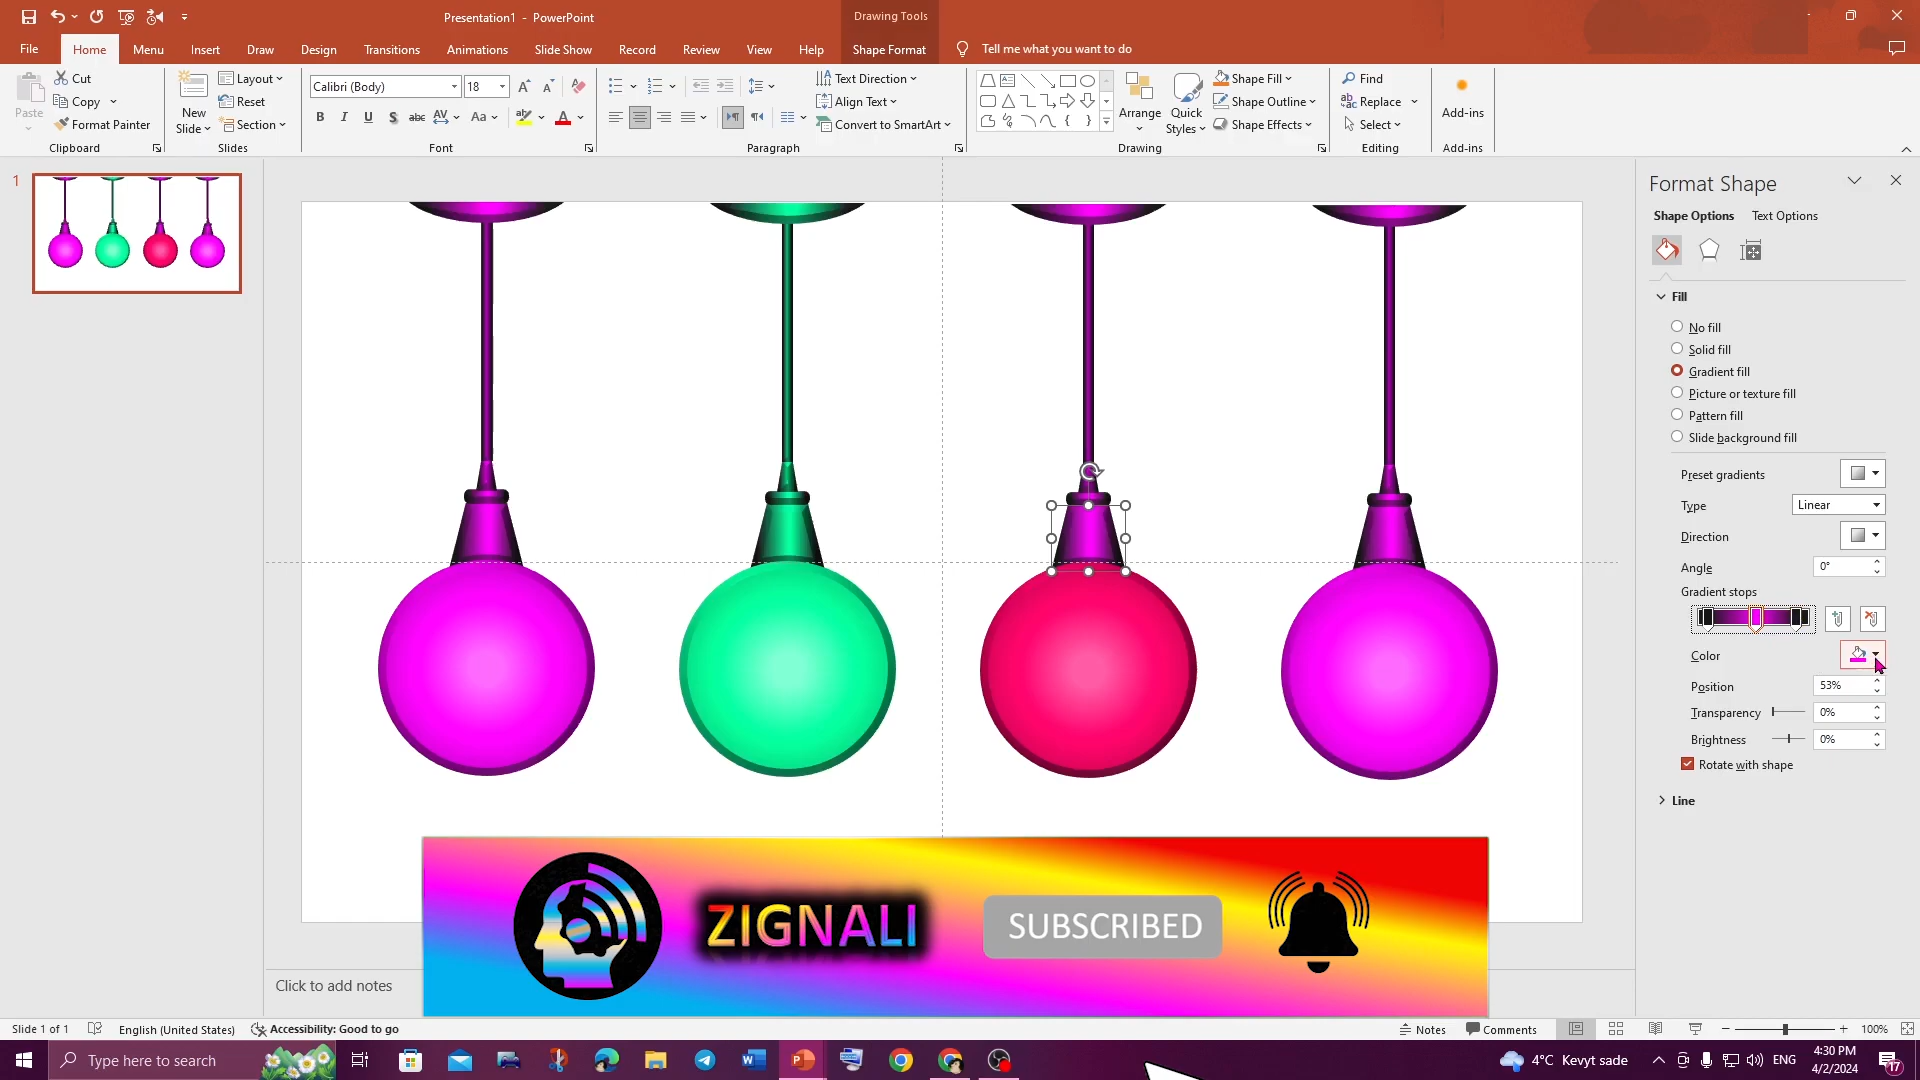 Presentation1 - PowerPoint
Drawing Tools
File
Home
Menu
Insert
Draw
Design
Transitions
Animations
Slide Show
Record
Review
View
Help
Shape Format
Tell me what you want to do
Paste
Cut
Copy
Format Painter
Clipboard
New
Slide
Layout
Reset
Section
Slides
Calibri (Body)
18
B I U S abc AV Aa A
Font
Text Direction
Align Text
Convert to SmartArt
Paragraph
Arrange
Quick
Styles
Shape Fill
Shape Outline
Shape Effects
Drawing
Find
Replace
Select
Editing
Add-ins
Add-ins
1
Format Shape
Shape Options
Text Options
Fill
No fill
Solid fill
Gradient fill
Picture or texture fill
Pattern fill
Slide background fill
Preset gradients
Type
Linear
Direction
Angle
0°
Gradient stops
Color
Position
53%
Transparency
0%
Brightness
0%
Rotate with shape
Line
ZIGNALI
SUBSCRIBED
Click to add notes
Slide 1 of 1
English (United States)
Accessibility: Good to go
Notes
Comments
100%
Type here to search
4°C Kevyt sade
ENG
4:30 PM
4/2/2024
17